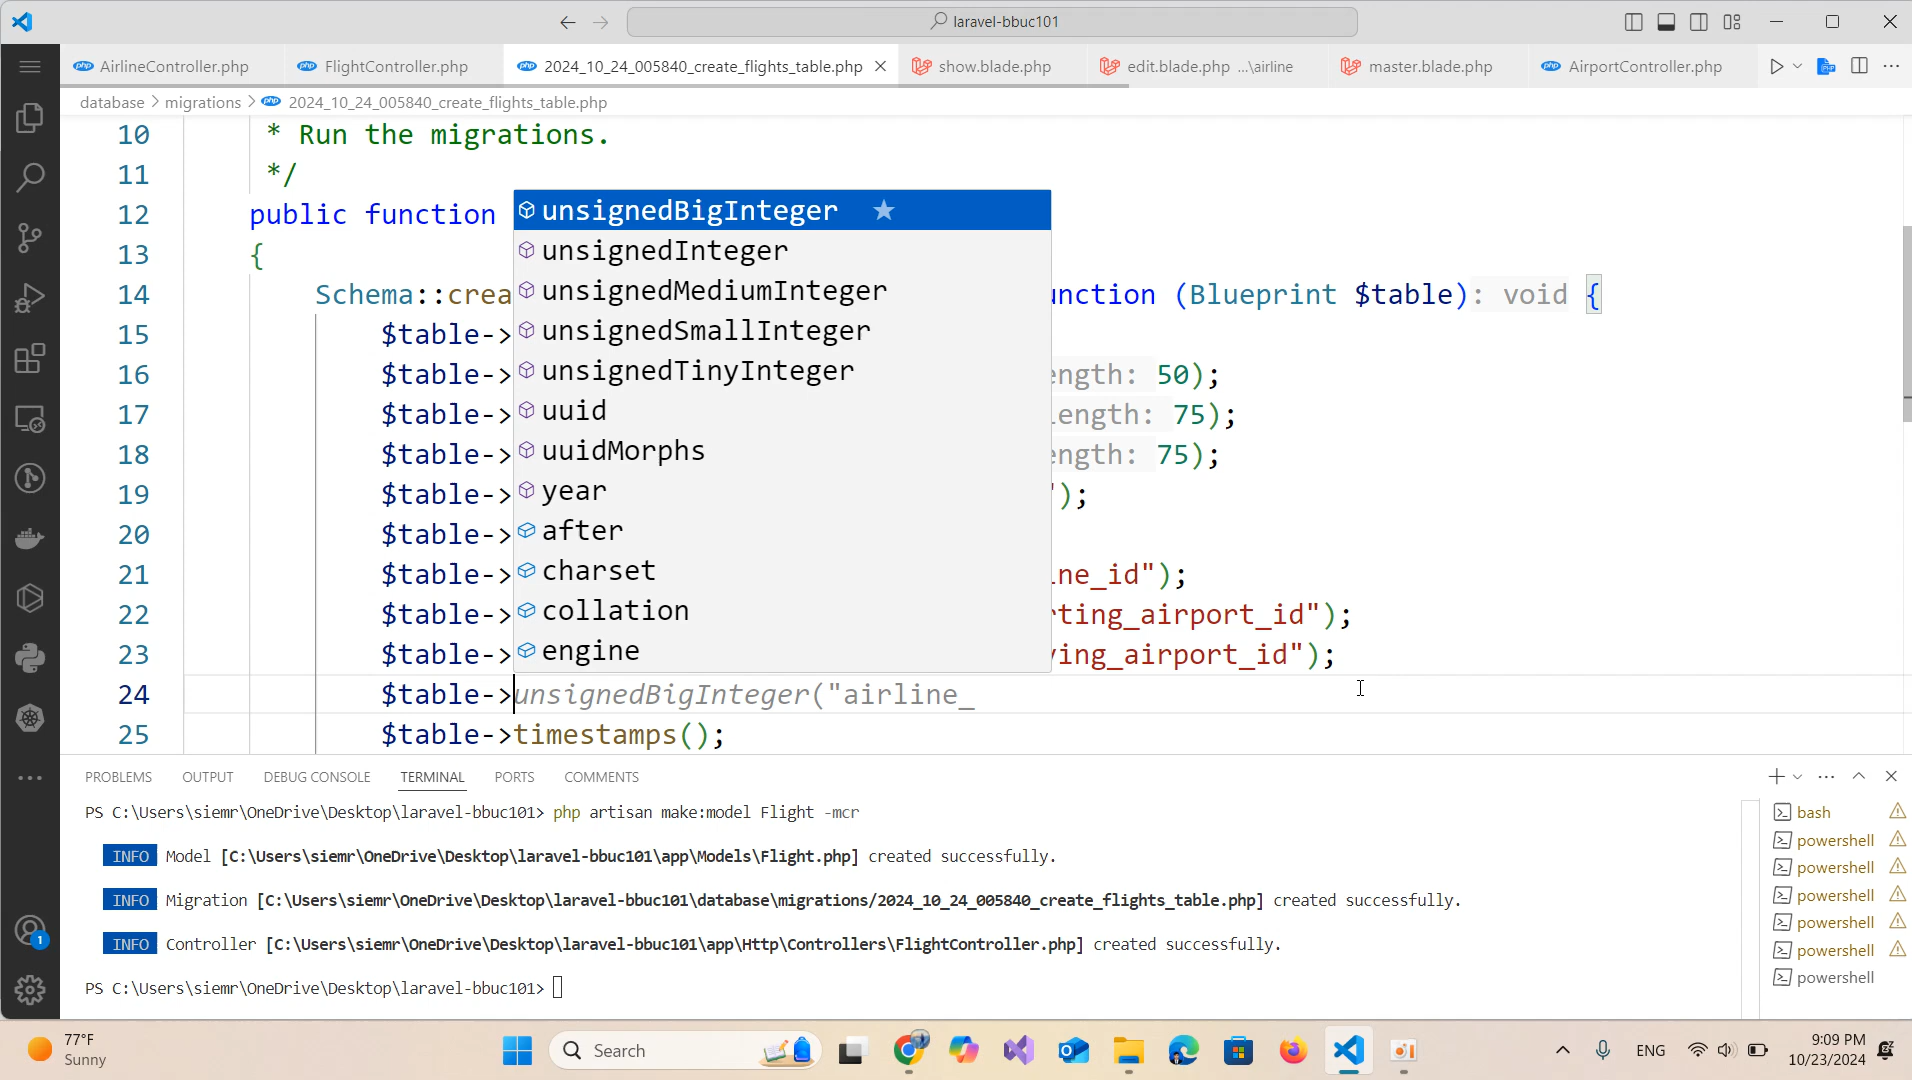 laravel-bbuc101
AirlineController.php
FlightController.php
2024_10_24_005840_create_flights_table.php
show.blade.php
edit.blade.php ...\airline
master.blade.php
AirportController.php
database > migrations > 2024_10_24_005840_create_flights_table.php
10 * Run the migrations.
11 */
12 public function
13 {
14 Schema::crea unction (Blueprint $table): void {
15 $table->
16 $table-> ength: 50);
17 $table-> length: 75);
18 $table-> ength: 75);
19 $table-> ");
20 $table->
21 $table-> ine_id");
22 $table-> rting_airport_id");
23 $table-> ving_airport_id");
24 $table->unsignedBigInteger("airline_
25 $table->timestamps();
unsignedBigInteger ★
unsignedInteger
unsignedMediumInteger
unsignedSmallInteger
unsignedTinyInteger
uuid
uuidMorphs
year
after
charset
collation
engine
PROBLEMS OUTPUT DEBUG CONSOLE TERMINAL PORTS COMMENTS
PS C:\Users\siemr\OneDrive\Desktop\laravel-bbuc101> php artisan make:model Flight -mcr
INFO Model [C:\Users\siemr\OneDrive\Desktop\laravel-bbuc101\app\Models\Flight.php] created successfully.
INFO Migration [C:\Users\siemr\OneDrive\Desktop\laravel-bbuc101\database\migrations/2024_10_24_005840_create_flights_table.php] created successfully.
INFO Controller [C:\Users\siemr\OneDrive\Desktop\laravel-bbuc101\app\Http\Controllers\FlightController.php] created successfully.
PS C:\Users\siemr\OneDrive\Desktop\laravel-bbuc101>
bash
powershell
powershell
powershell
powershell
powershell
powershell
1
77°F
Sunny
Search
ENG
9:09 PM
10/23/2024